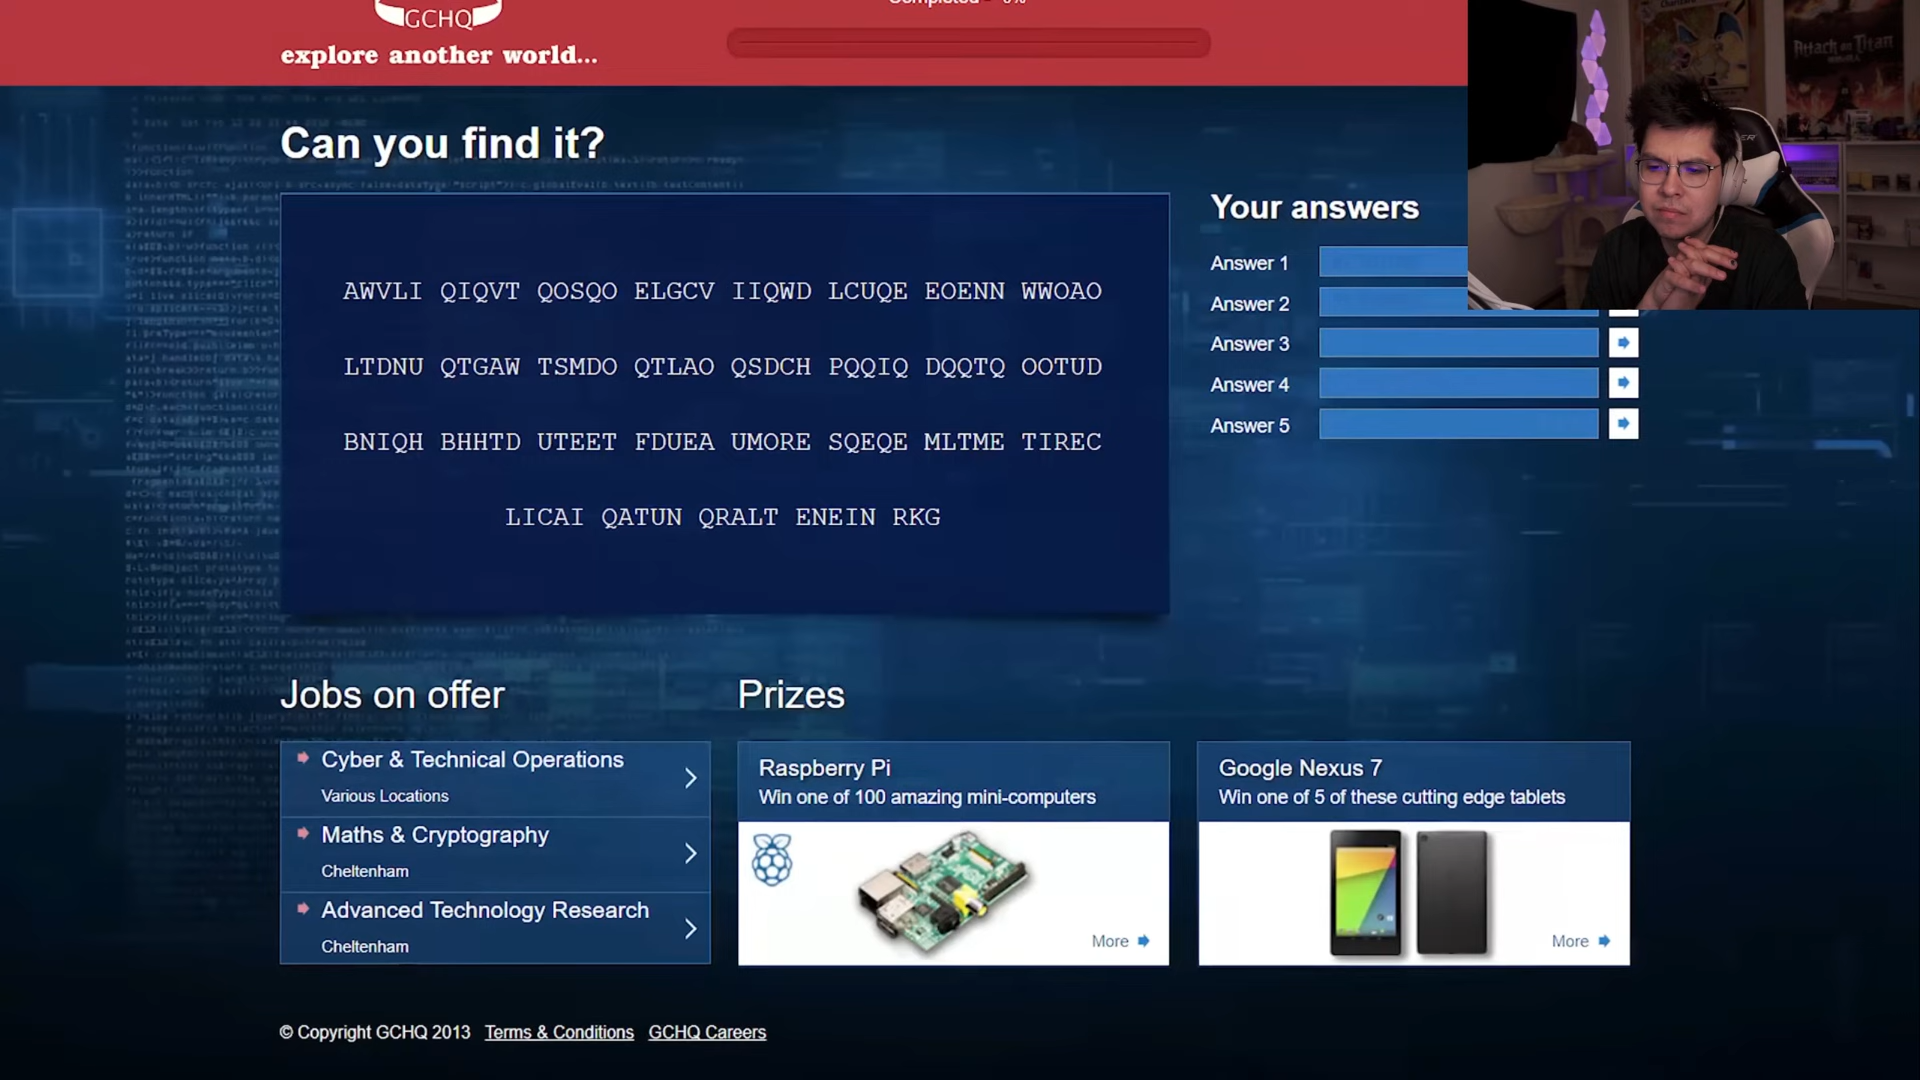 Completed - 0%
GCHQ
explore another world...
Attack on Titan
Can you find it?
Your answers
Answer 1
Answer 2
Answer 3
Answer 4
Answer 5
AWVLI QIQVT QOSQO ELGCV IIQWD LCUQE EOENN WWOAO
LTDNU QTGAW TSMDO QTLAO QSDCH PQQIQ DQQTQ OOTUD
BNIQH BHHTD UTEET FDUEA UMORE SQEQE MLTME TIREC
LICAI QATUN QRALT ENEIN RKG
Jobs on offer
Cyber & Technical Operations
Various Locations
Maths & Cryptography
Cheltenham
Advanced Technology Research
Cheltenham
Prizes
Raspberry Pi
Win one of 100 amazing mini-computers
More
Google Nexus 7
Win one of 5 of these cutting edge tablets
More
© Copyright GCHQ 2013 Terms & Conditions GCHQ Careers